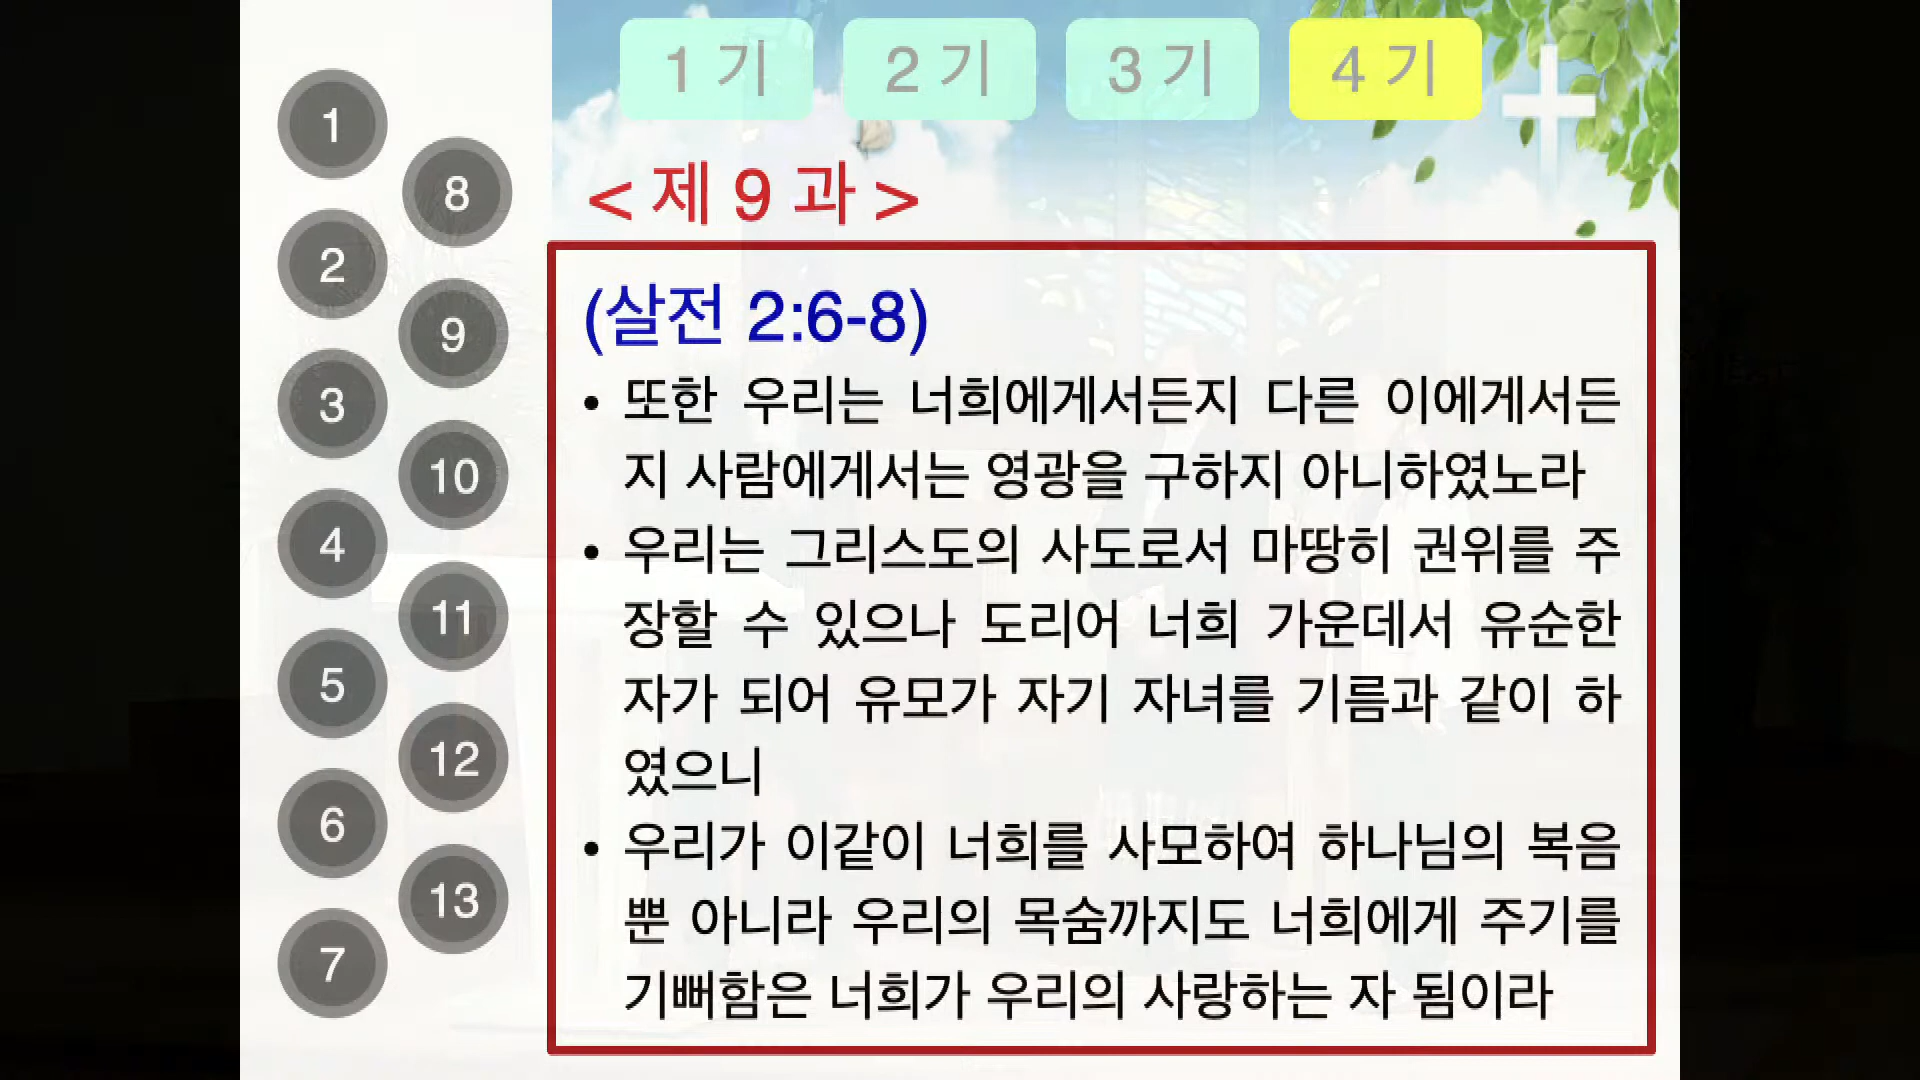 1기 2기 3기 4기
<제 9 과>
1
2
3
4
5
6
7
8
9
10
11
12
13
(살전 2:6-8)
• 또한 우리는 너희에게서든지 다른 이에게서든
지 사람에게서는 영광을 구하지 아니하였노라
• 우리는 그리스도의 사도로서 마땅히 권위를 주
장할 수 있으나 도리어 너희 가운데서 유순한
자가 되어 유모가 자기 자녀를 기름과 같이 하
였으니
• 우리가 이같이 너희를 사모하여 하나님의 복음
뿐 아니라 우리의 목숨까지도 너희에게 주기를
기뻐함은 너희가 우리의 사랑하는 자 됨이라